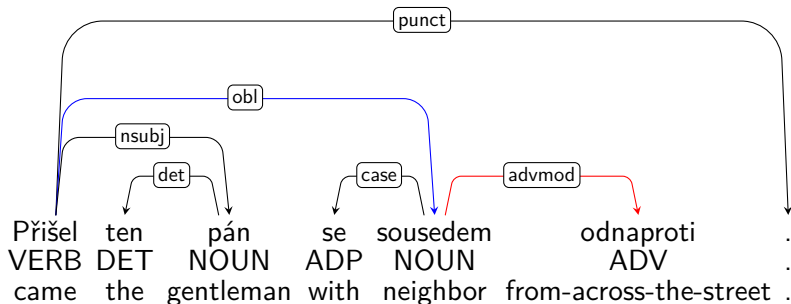 punct
obl
nsubj
det case advmod
Přišel ten pán se sousedem odnaproti .
VERB DET NOUN ADP NOUN ADV .
came the gentleman with neighbor from-across-the-street .